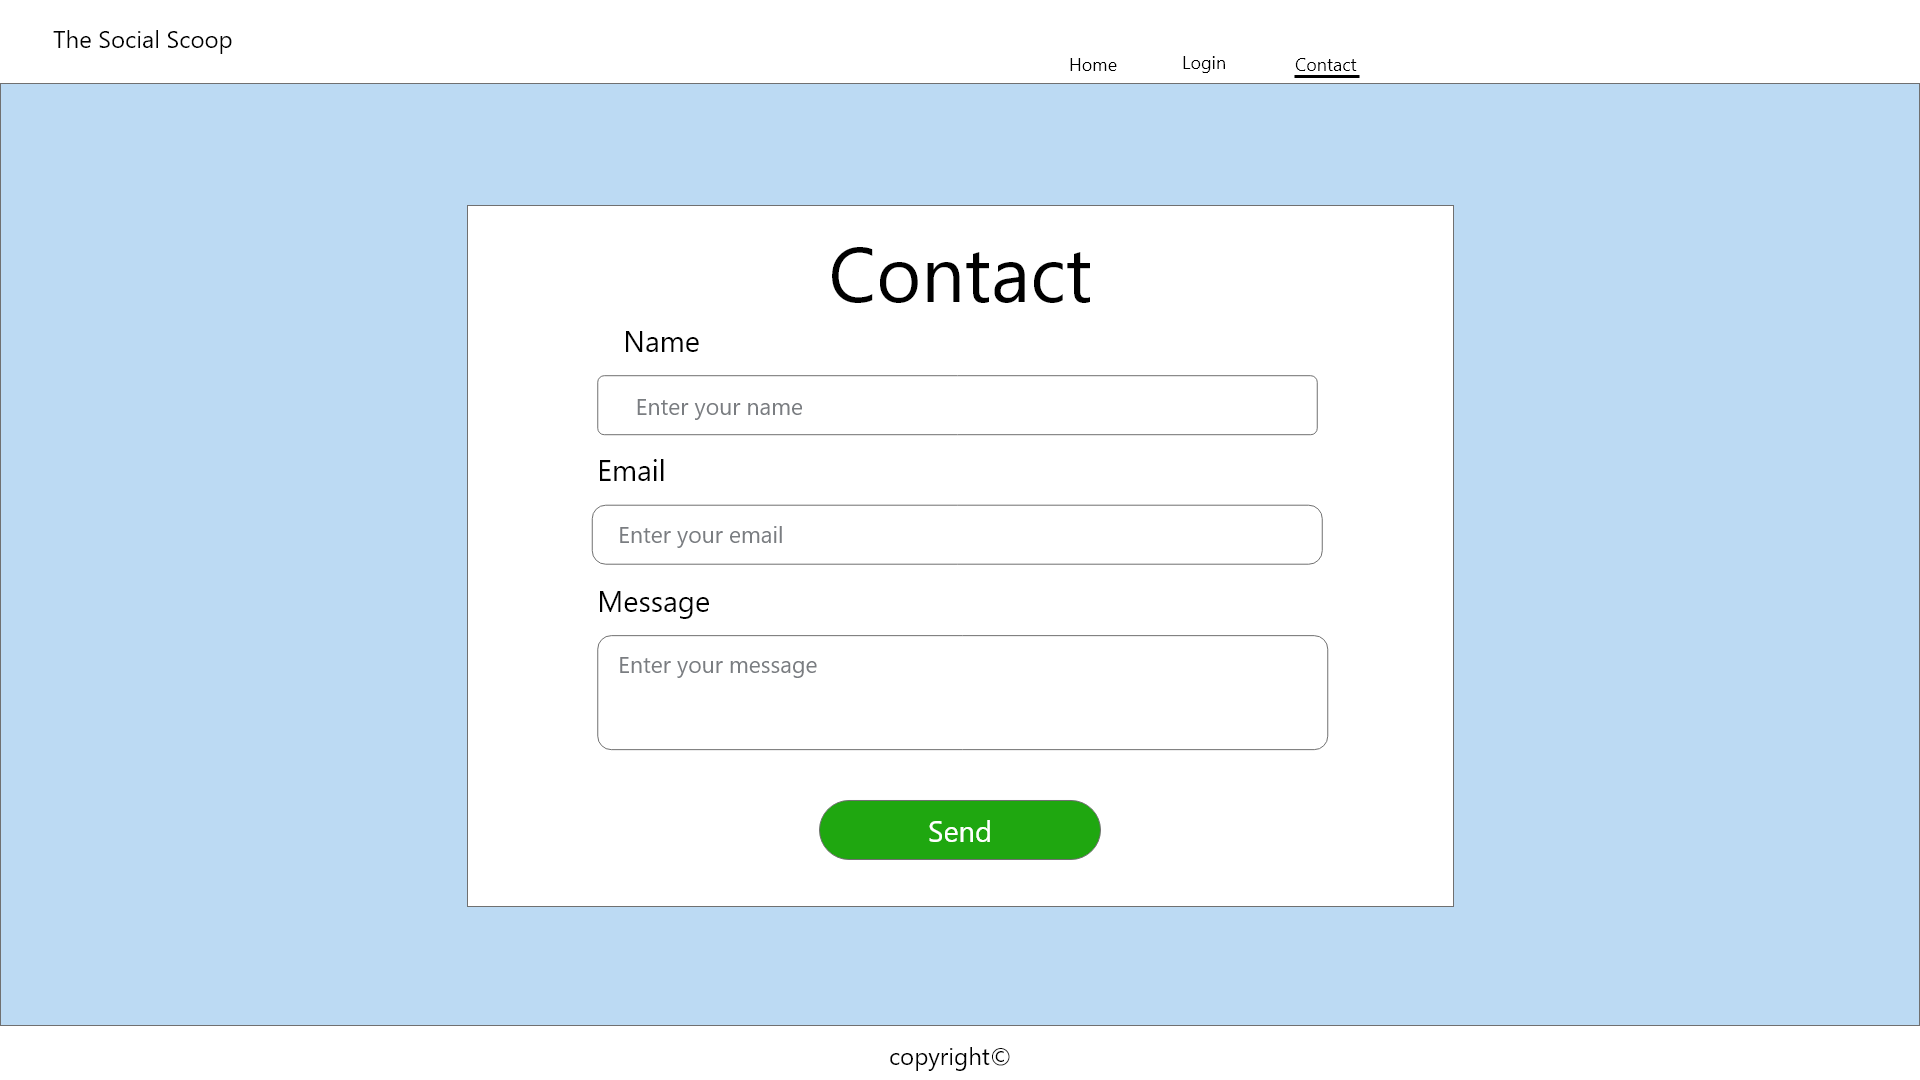 The Social Scoop
Home Login Contact
Contact
Name
Enter your name
Email
Enter your email
Message
Enter your message
Send
copyright©